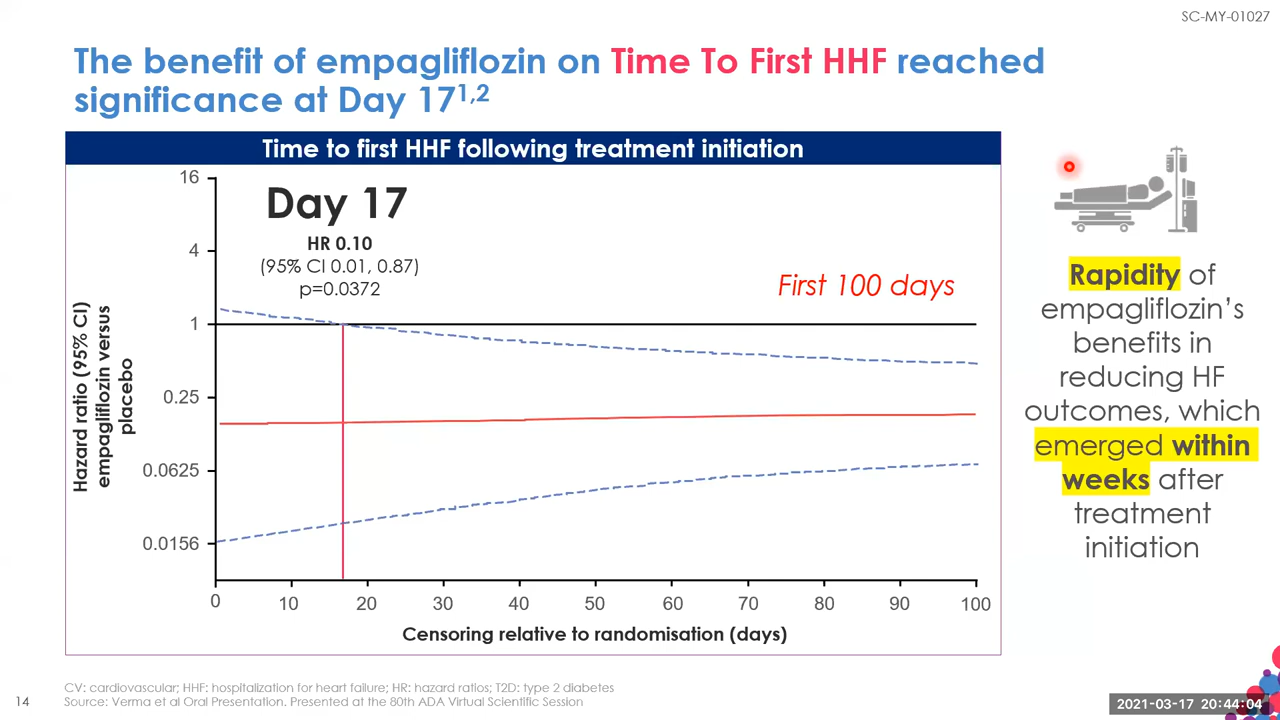 SC-MY-01027
The benefit of empagliflozin on Time To First HHF reached
significance at Day 17¹,²
Time to first HHF following treatment initiation
Day 17
HR 0.10
(95% CI 0.01, 0.87)
p=0.0372
First 100 days
Hazard ratio (95% CI)
empagliflozin versus
placebo
16
4
1
0.25
0.0625
0.0156
0 10 20 30 40 50 60 70 80 90 100
Censoring relative to randomisation (days)
Rapidity of
empagliflozin’s
benefits in
reducing HF
outcomes, which
emerged within
weeks after
treatment
initiation
CV: cardiovascular; HHF: hospitalization for heart failure; HR: hazard ratios; T2D: type 2 diabetes
Source: Verma et al Oral Presentation. Presented at the 80th ADA Virtual Scientific Session
14
2021-03-17 20:44:04